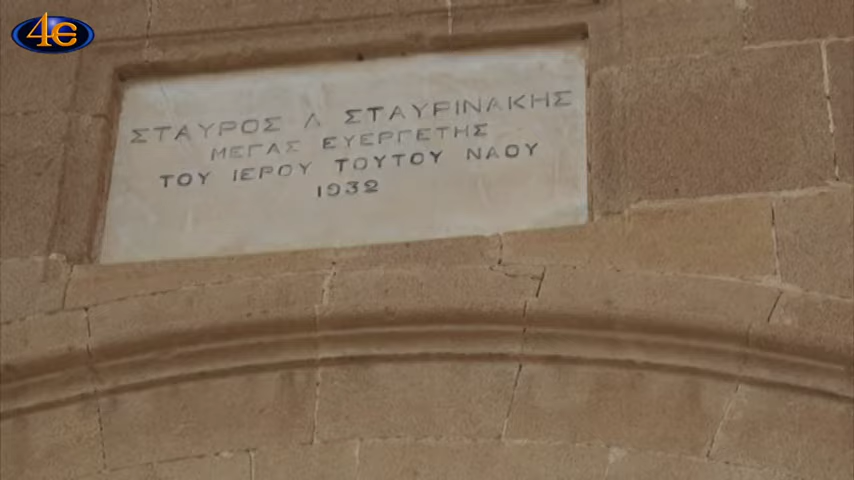 4E
ΣΤΑΥΡΟΣ Λ ΣΤΑΥΡΙΝΑΚΗΣ
ΜΕΓΑΣ ΕΥΕΡΓΕΤΗΣ
ΤΟΥ ΙΕΡΟΥ ΤΟΥΤΟΥ ΝΑΟΥ
1932